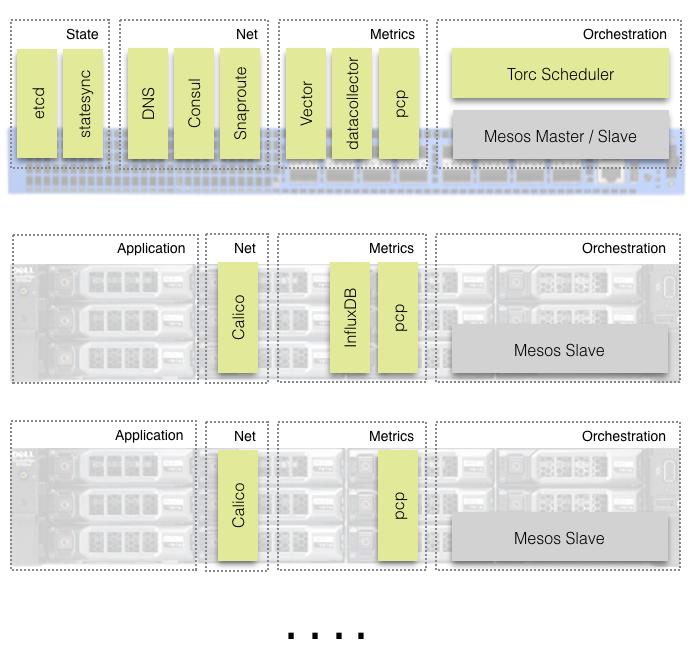 State
Net
Metrics
Orchestration
etcd
statesync
DNS
Consul
Snaproute
Vector
datacollector
pcp
Torc Scheduler
Mesos Master / Slave
Application
Net
Metrics
Orchestration
Calico
InfluxDB
pcp
Mesos Slave
Application
Net
Metrics
Orchestration
Calico
pcp
Mesos Slave
. . . .